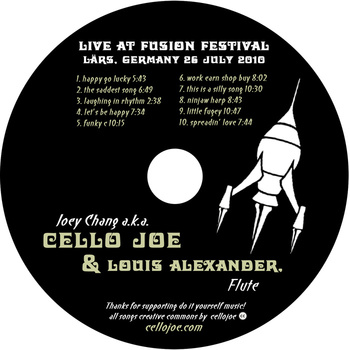 LIVE AT FUSION FESTIVAL
LÄRS, GERMANY 26 JULY 2010
1. happy go lucky 5:43
2. the saddest song 6:49
3. laughing in rhythm 2:38
4. let's be happy 7:34
5. funky c 10:15
6. work earn shop buy 8:02
7. this is a silly song 10:30
8. ninjaw harp 8:43
9. little fugey 10:47
10. spreadin' love 7:44
Joey Chang a.k.a.
CELLO JOE
& LOUIS ALEXANDER,
Flute
Thanks for supporting do it yourself music!
all songs creative commons by cellojoe cc
cellojoe.com